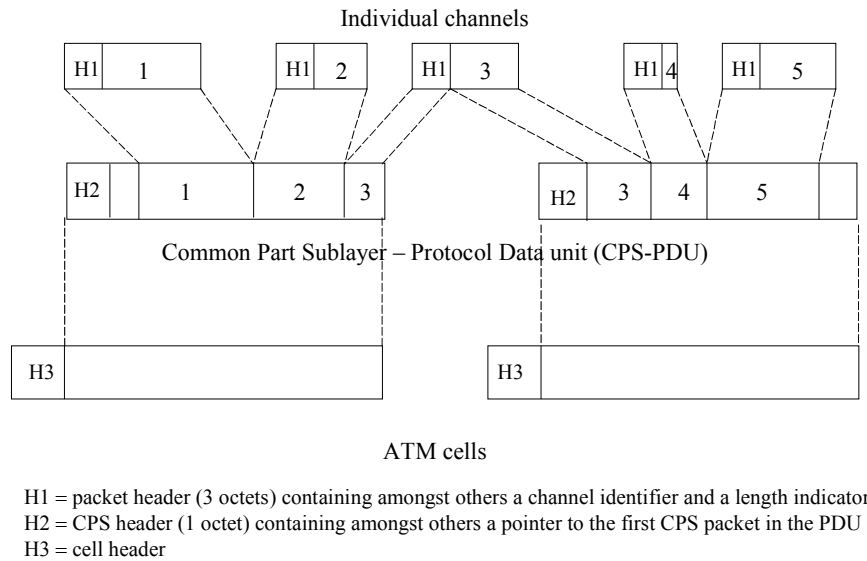 Individual channels
H1 1 H1 2 H1 3 H1 4 H1 5
H2 1 2 3 H2 3 4 5
Common Part Sublayer – Protocol Data unit (CPS-PDU)
H3 H3
ATM cells
H1 = packet header (3 octets) containing amongst others a channel identifier and a length indicator
H2 = CPS header (1 octet) containing amongst others a pointer to the first CPS packet in the PDU
H3 = cell header